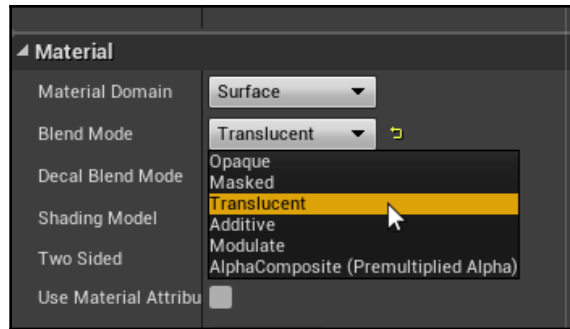 Material
Material Domain Surface
Blend Mode Translucent
Opaque
Decal Blend Mode
Masked
Translucent
Shading Model
Additive
Modulate
Two Sided
AlphaComposite (Premultiplied Alpha)
Use Material Attribu